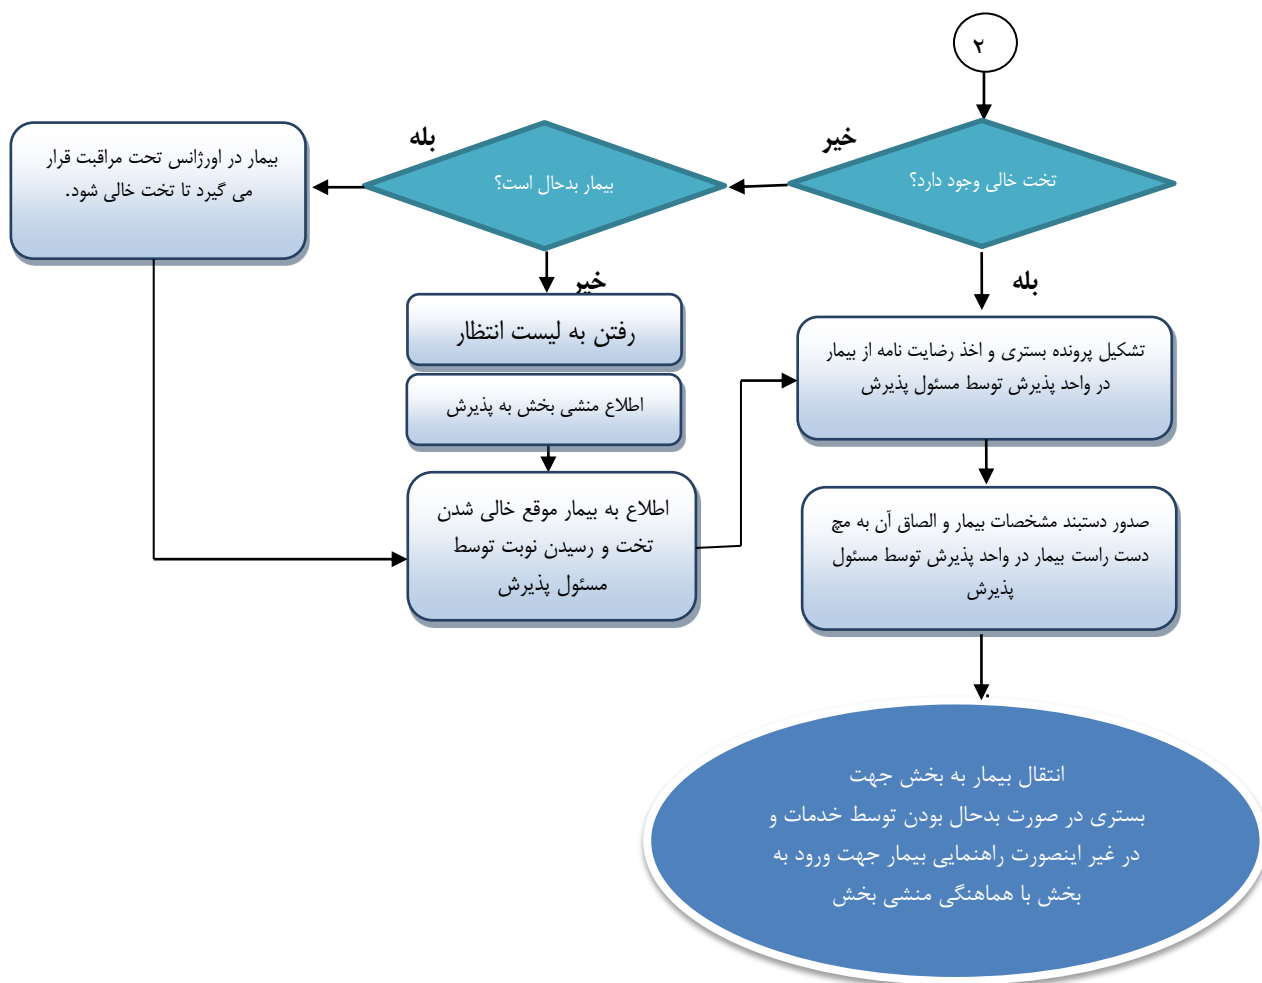 ۲
خیر
تخت خالی وجود دارد؟
بله
بیمار بدحال است؟
بله
بیمار در اورژانس تحت مراقبت قرار
می گیرد تا تخت خالی شود.
خیر
رفتن به لیست انتظار
اطلاع منشی بخش به پذیرش
اطلاع به بیمار موقع خالی شدن
تخت و رسیدن نوبت توسط
مسئول پذیرش
تشکیل پرونده بستری و اخذ رضایت نامه از بیمار
در واحد پذیرش توسط مسئول پذیرش
صدور دستبند مشخصات بیمار و الصاق آن به مچ
دست راست بیمار در واحد پذیرش توسط مسئول
پذیرش
.
انتقال بیمار به بخش جهت
بستری در صورت بدحال بودن توسط خدمات و
در غیر اینصورت راهنمایی بیمار جهت ورود به
بخش با هماهنگی منشی بخش